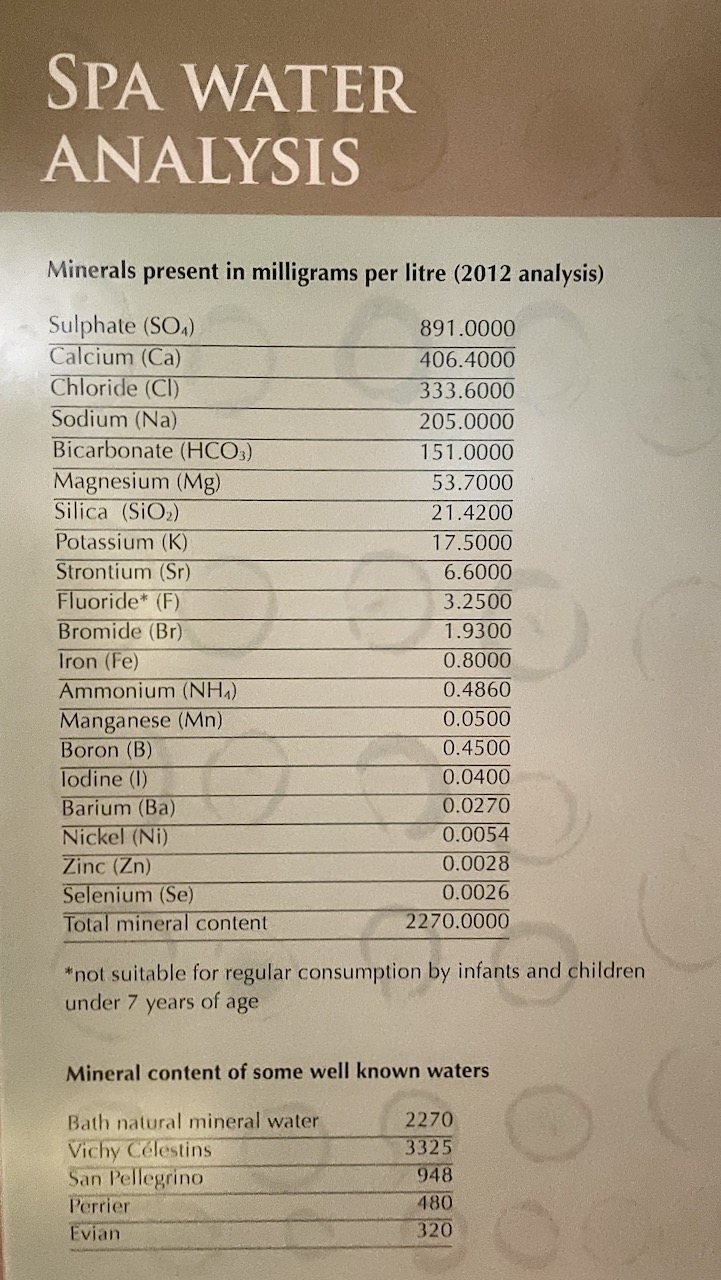 SPA WATER
ANALYSIS
Minerals present in milligrams per litre (2012 analysis)
Sulphate (SO₄) 891.0000
Calcium (Ca) 406.4000
Chloride (Cl) 333.6000
Sodium (Na) 205.0000
Bicarbonate (HCO₃) 151.0000
Magnesium (Mg) 53.7000
Silica (SiO₂) 21.4200
Potassium (K) 17.5000
Strontium (Sr) 6.6000
Fluoride* (F) 3.2500
Bromide (Br) 1.9300
Iron (Fe) 0.8000
Ammonium (NH₄) 0.4860
Manganese (Mn) 0.0500
Boron (B) 0.4500
Iodine (I) 0.0400
Barium (Ba) 0.0270
Nickel (Ni) 0.0054
Zinc (Zn) 0.0028
Selenium (Se) 0.0026
Total mineral content 2270.0000
*not suitable for regular consumption by infants and children
under 7 years of age
Mineral content of some well known waters
Bath natural mineral water 2270
Vichy Célestins 3325
San Pellegrino 948
Perrier 480
Evian 320